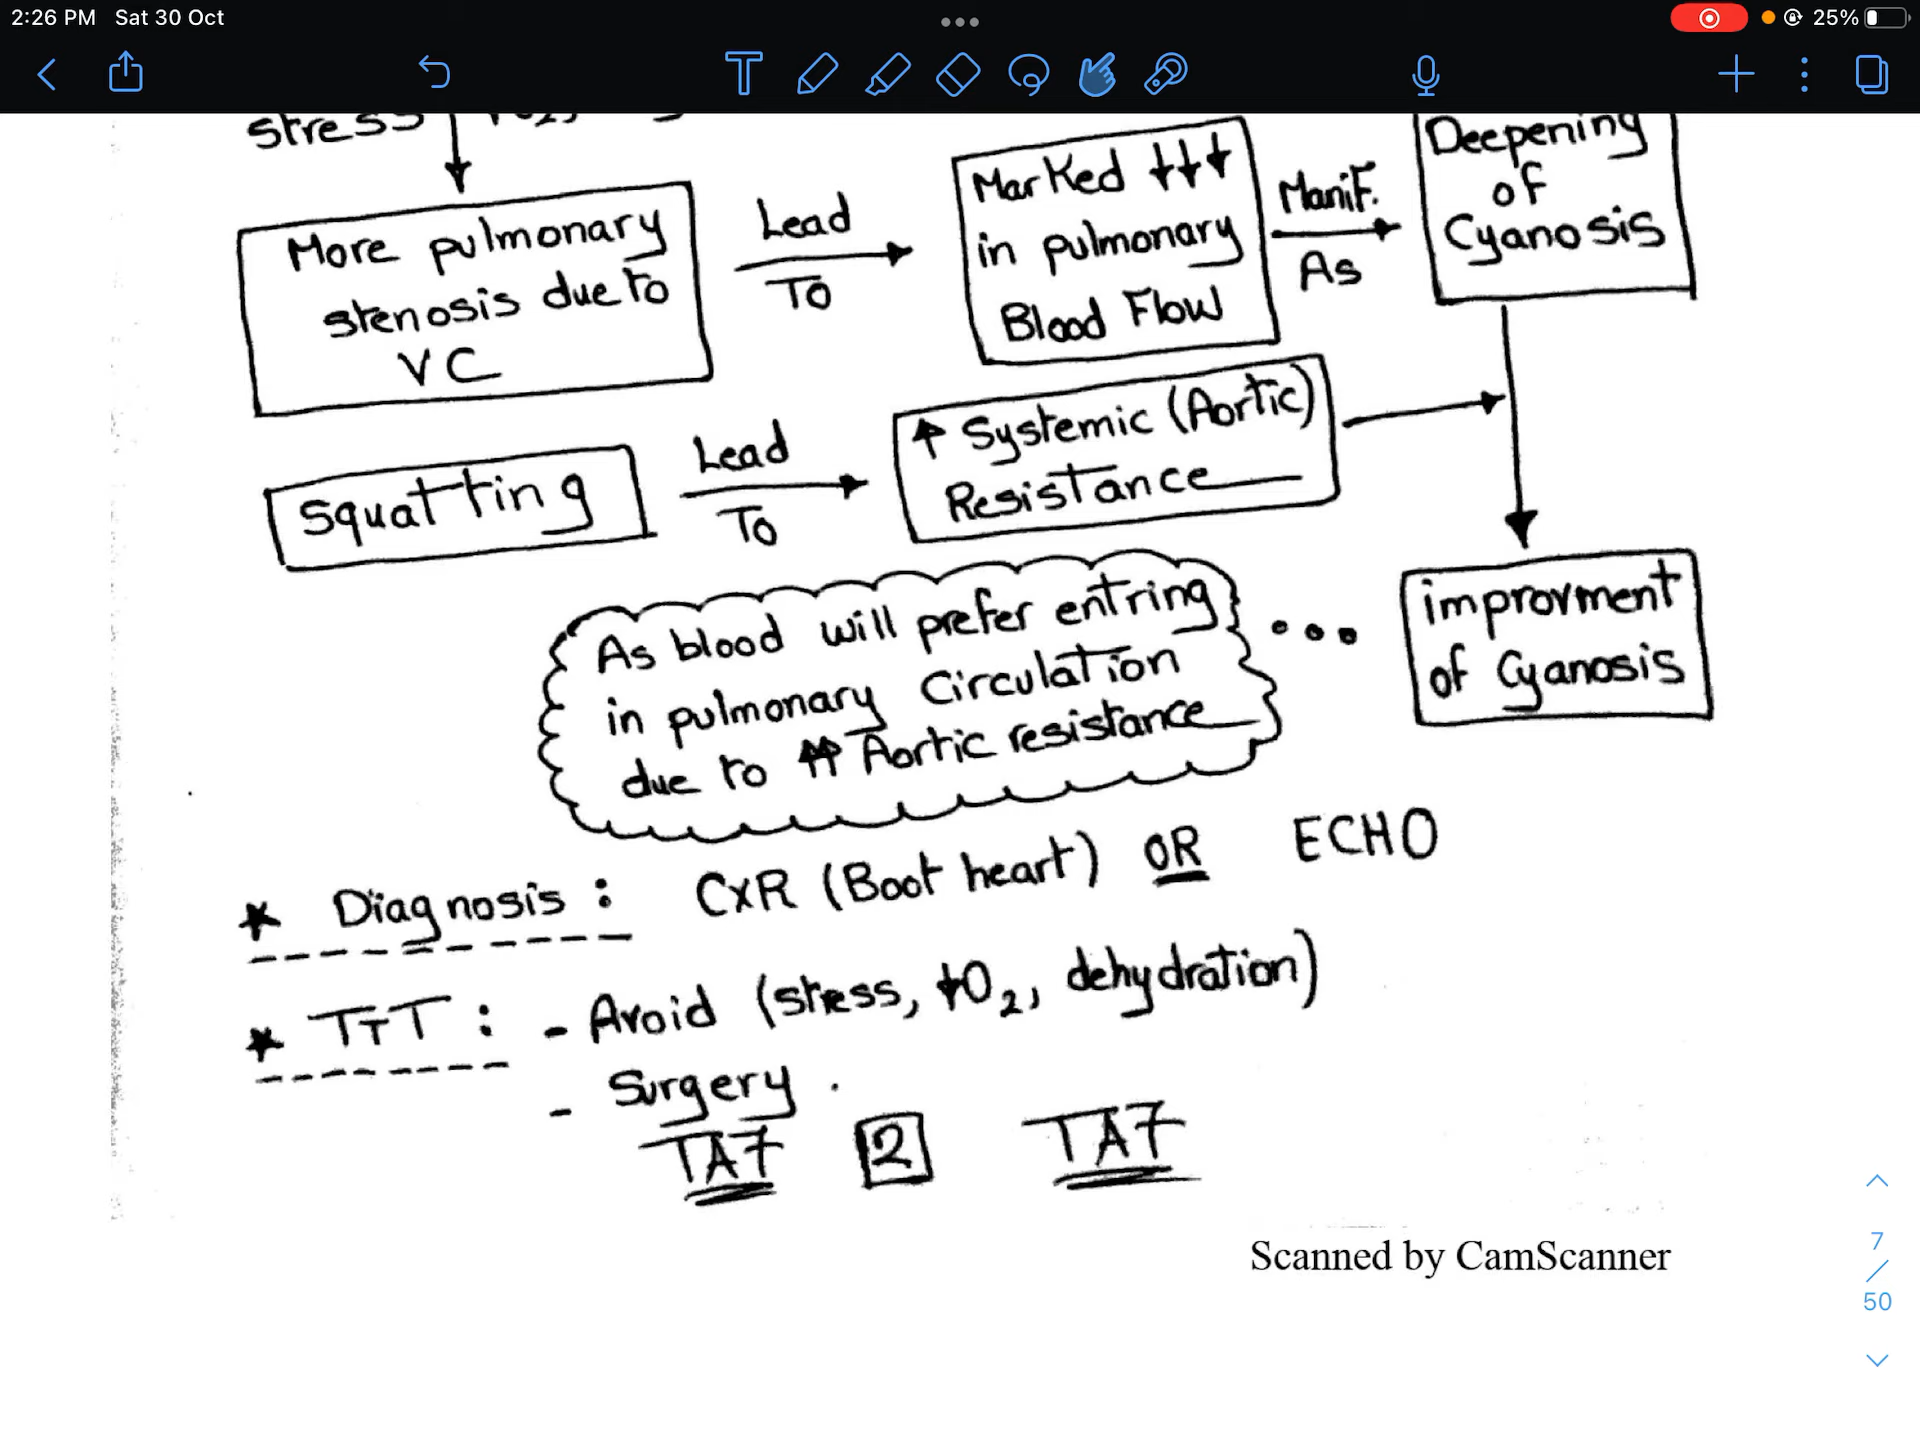 2:26 PM Sat 30 Oct
25%
stress
More pulmonary
stenosis due to
VC
Lead
To
Marked ↓↓↓
in pulmonary
Blood Flow
Manif.
As
Deepening
of
Cyanosis
Squatting
Lead
To
↑ Systemic (Aortic)
Resistance
As blood will prefer entring
in pulmonary Circulation
due to ↑↑ Aortic resistance
improvment
of Cyanosis
* Diagnosis : CXR (Boot heart) OR ECHO
* TTT : - Avoid (stress, ↓O2, dehydration)
- Surgery .
TA7 2 TA7
Scanned by CamScanner
7
/
50